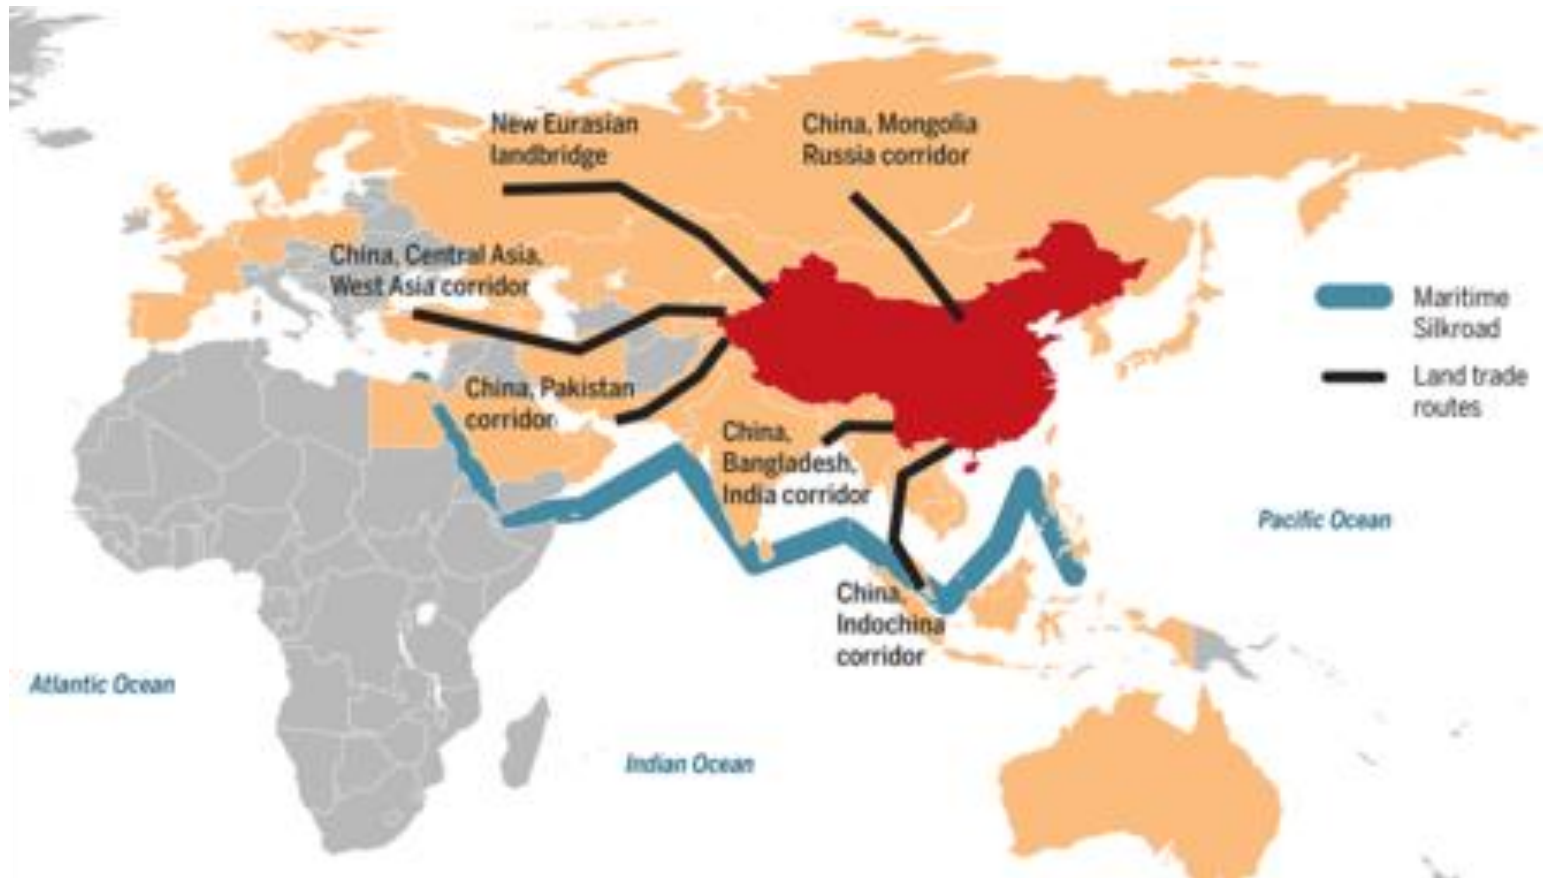 New Eurasian
landbridge
China, Mongolia
Russia corridor
China, Central Asia,
West Asia corridor
Maritime
Silkroad
China, Pakistan
corridor
Land trade
routes
China,
Bangladesh,
India corridor
Pacific Ocean
China,
Indochina
corridor
Atlantic Ocean
Indian Ocean